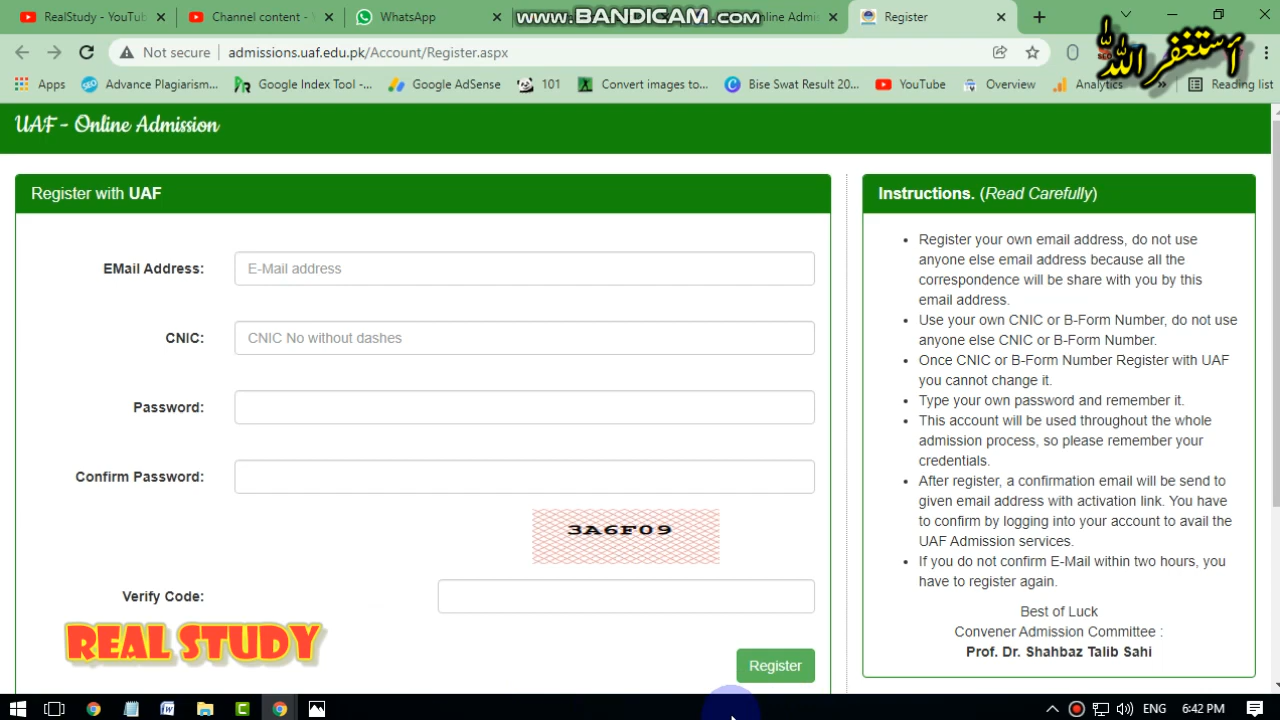 RealStudy - YouTub
Channel content - 
WhatsApp
www.BANDICAM.com
nline Admi
Register
Not secure
admissions.uaf.edu.pk/Account/Register.aspx
أستغفر الله
Apps
Advance Plagiarism...
Google Index Tool -...
Google AdSense
101
Convert images to...
Bise Swat Result 20...
YouTube
Overview
Analytics
Reading list
UAF - Online Admission
Register with UAF
EMail Address:
E-Mail address
CNIC:
CNIC No without dashes
Password:
Confirm Password:
3A6F09
Verify Code:
REAL STUDY
Register
Instructions. (Read Carefully)
Register your own email address, do not use
anyone else email address because all the
correspondence will be share with you by this
email address.
Use your own CNIC or B-Form Number, do not use
anyone else CNIC or B-Form Number.
Once CNIC or B-Form Number Register with UAF
you cannot change it.
Type your own password and remember it.
This account will be used throughout the whole
admission process, so please remember your
credentials.
After register, a confirmation email will be send to
given email address with activation link. You have
to confirm by logging into your account to avail the
UAF Admission services.
If you do not confirm E-Mail within two hours, you
have to register again.
Best of Luck
Convener Admission Committee :
Prof. Dr. Shahbaz Talib Sahi
ENG
6:42 PM